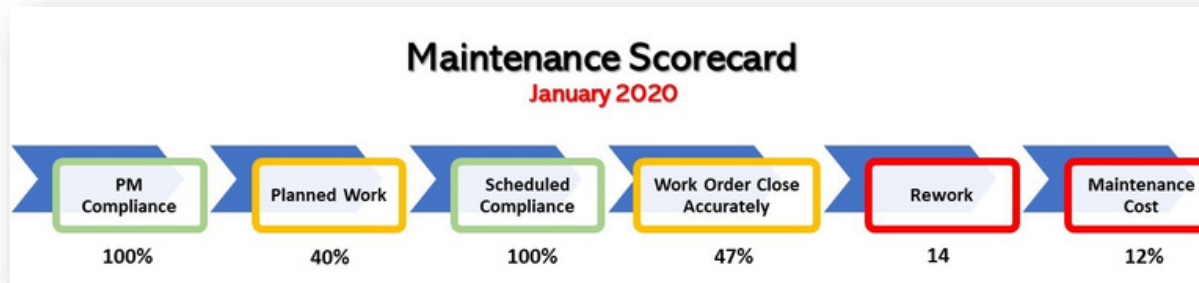 Maintenance Scorecard
January 2020
PM
Compliance
Planned Work
Scheduled
Compliance
Work Order Close
Accurately
Rework
Maintenance
Cost
100%
40%
100%
47%
14
12%